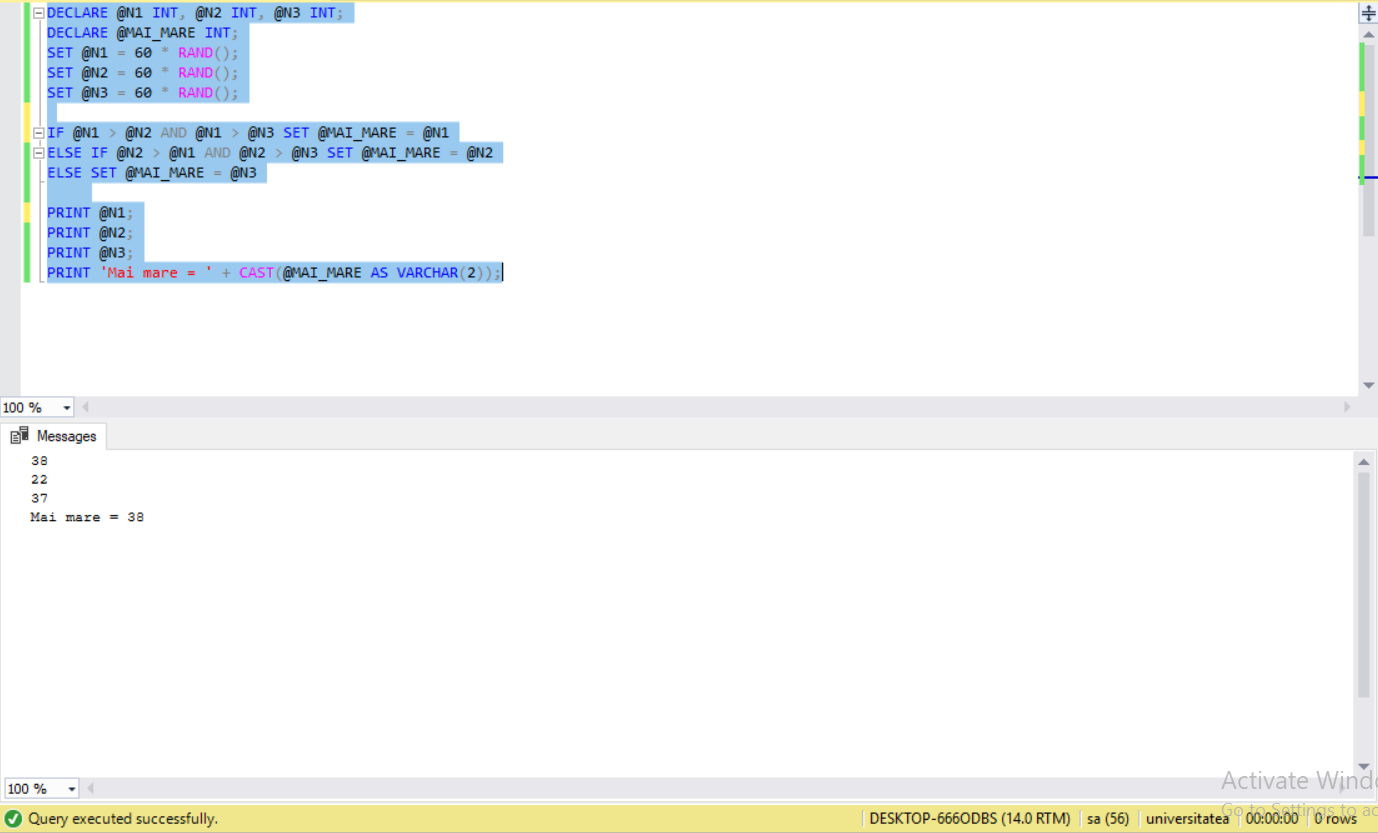 DECLARE @N1 INT, @N2 INT, @N3 INT;
DECLARE @MAI_MARE INT;
SET @N1 = 60 * RAND();
SET @N2 = 60 * RAND();
SET @N3 = 60 * RAND();
IF @N1 > @N2 AND @N1 > @N3 SET @MAI_MARE = @N1
ELSE IF @N2 > @N1 AND @N2 > @N3 SET @MAI_MARE = @N2
ELSE SET @MAI_MARE = @N3
PRINT @N1;
PRINT @N2;
PRINT @N3;
PRINT 'Mai mare = ' + CAST(@MAI_MARE AS VARCHAR(2));
100 %
Messages
38
22
37
Mai mare = 38
100 %
Activate Windo
Go to Settings to ac
Query executed successfully.
DESKTOP-666ODBS (14.0 RTM) sa (56) universitatea 00:00:00 0 rows